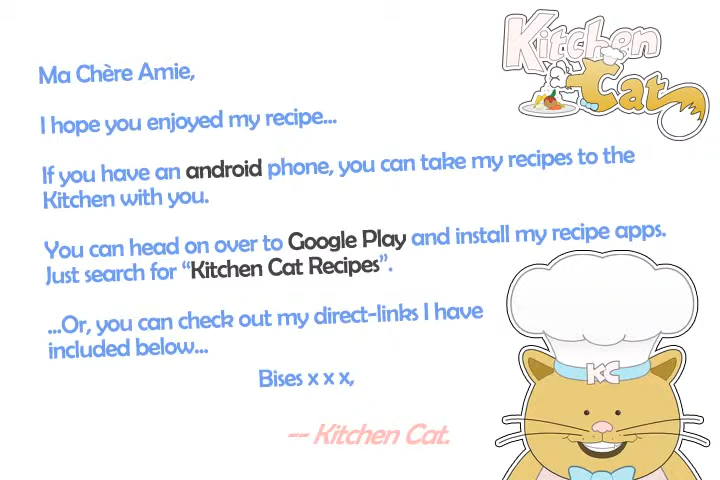 Kitchen
Cat
Ma Chère Amie,
I hope you enjoyed my recipe...
If you have an android phone, you can take my recipes to the
Kitchen with you.
You can head on over to Google Play and install my recipe apps.
Just search for “Kitchen Cat Recipes”.
...Or, you can check out my direct-links I have
included below...
Bises x x x,
-- Kitchen Cat.
KC